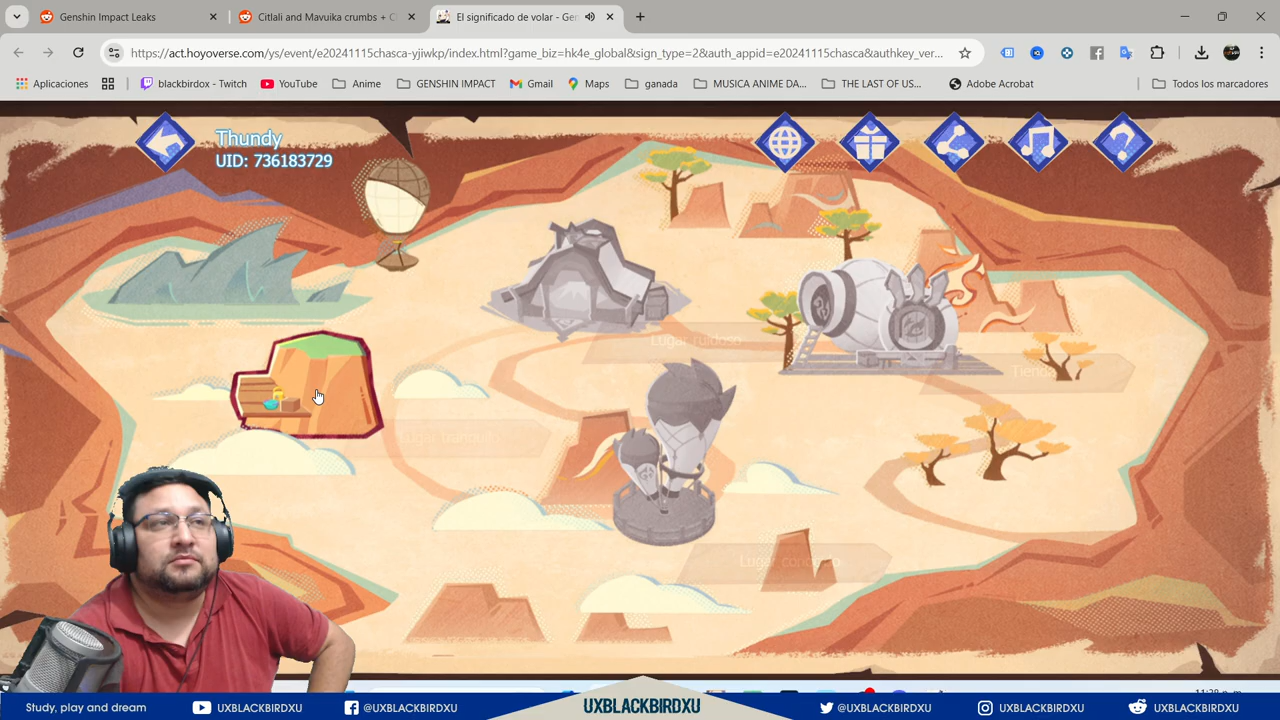 Genshin Impact Leaks
Citlali and Mavuika crumbs + C
El significado de volar - Gen
https://act.hoyoverse.com/ys/event/e20241115chasca-yjiwkp/index.html?game_biz=hk4e_global&sign_type=2&auth_appid=e20241115chasca&authkey_ver...
Aplicaciones
blackbirdox - Twitch
YouTube
Anime
GENSHIN IMPACT
Gmail
Maps
ganada
MUSICA ANIME DA...
THE LAST OF US...
Adobe Acrobat
Todos los marcadores
Thundy
UID: 736183729
Lugar ruidoso
Tienda
Lugar
Lugar
Study, play and dream
UXBLACKBIRDXU
@UXBLACKBIRDXU
UXBLACKBIRDXU
@UXBLACKBIRDXU
UXBLACKBIRDXU
UXBLACKBIRDXU